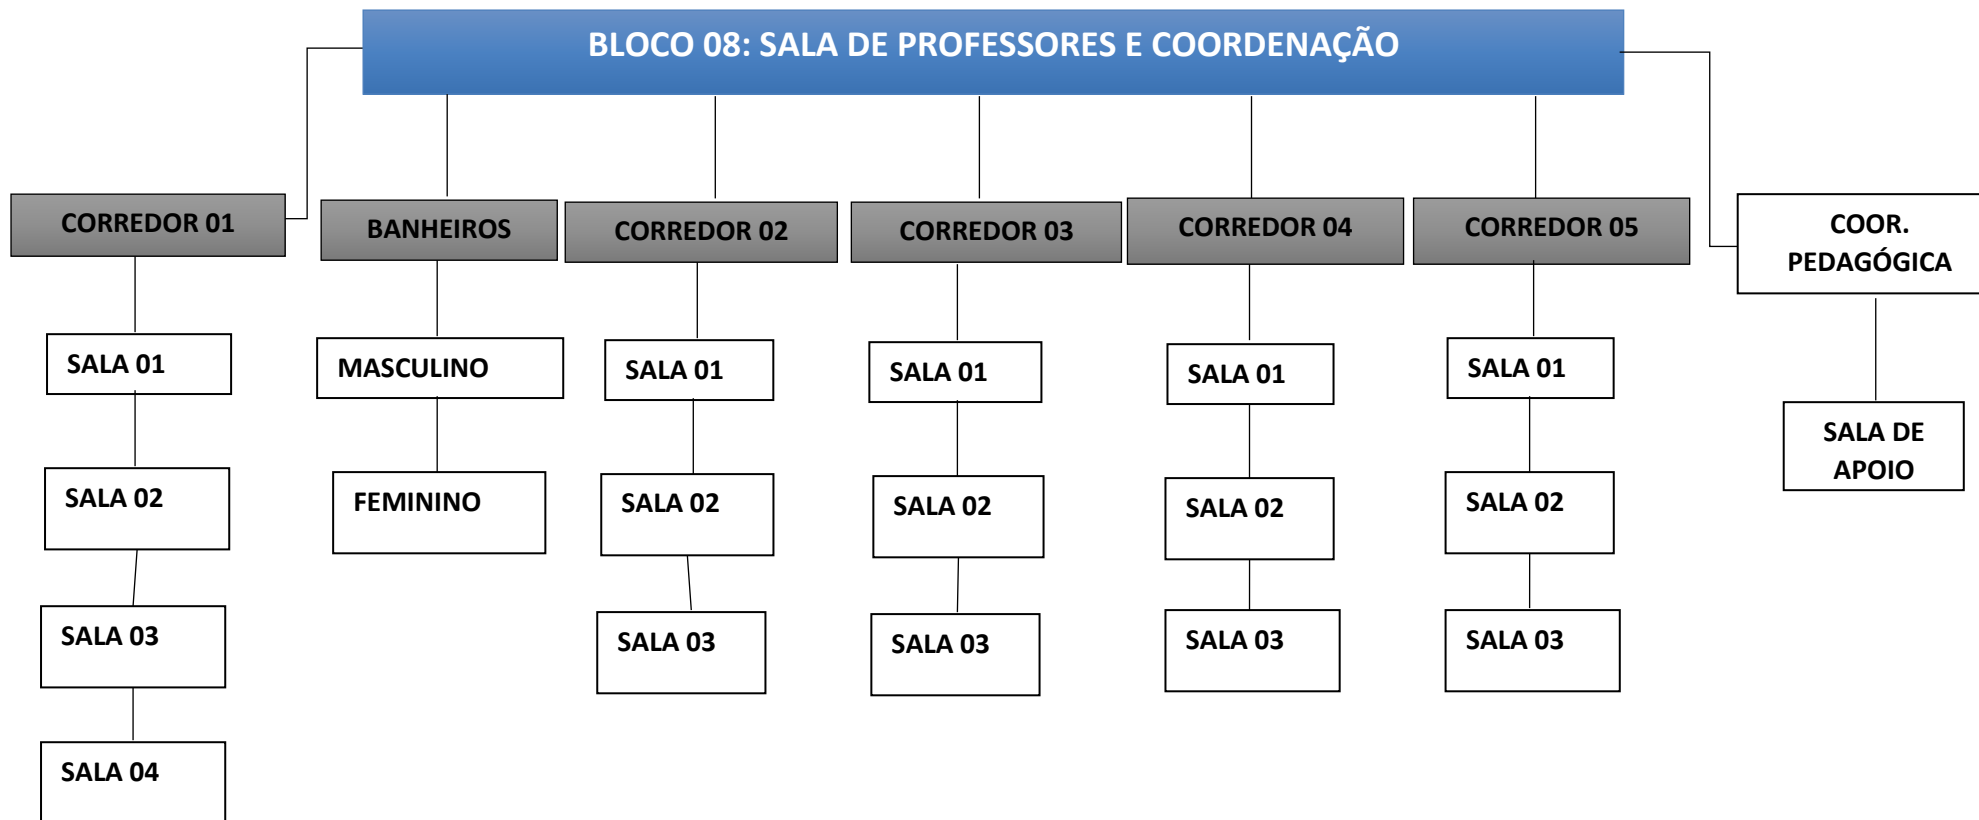 BLOCO 08: SALA DE PROFESSORES E COORDENAÇÃO
CORREDOR 01
SALA 01
SALA 02
SALA 03
SALA 04
BANHEIROS
MASCULINO
FEMININO
CORREDOR 02
SALA 01
SALA 02
SALA 03
CORREDOR 03
SALA 01
SALA 02
SALA 03
CORREDOR 04
SALA 01
SALA 02
SALA 03
CORREDOR 05
SALA 01
SALA 02
SALA 03
COOR.
PEDAGÓGICA
SALA DE
APOIO